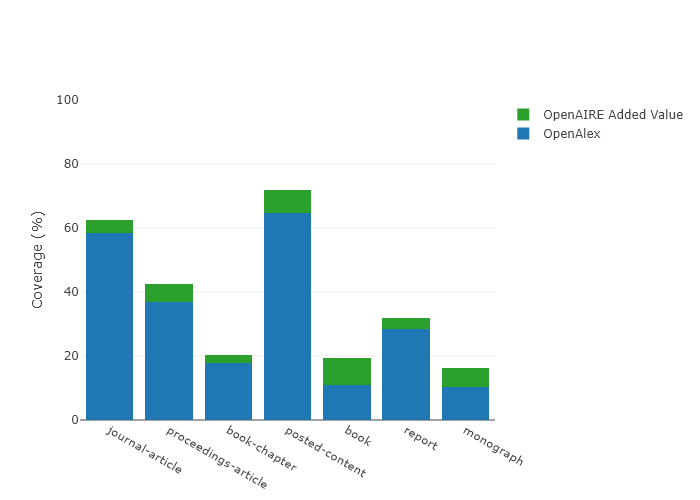 100
80
60
40
20
0
Coverage (%)
journal-article
proceedings-article
book-chapter
posted-content
book
report
monograph
OpenAIRE Added Value
OpenAlex